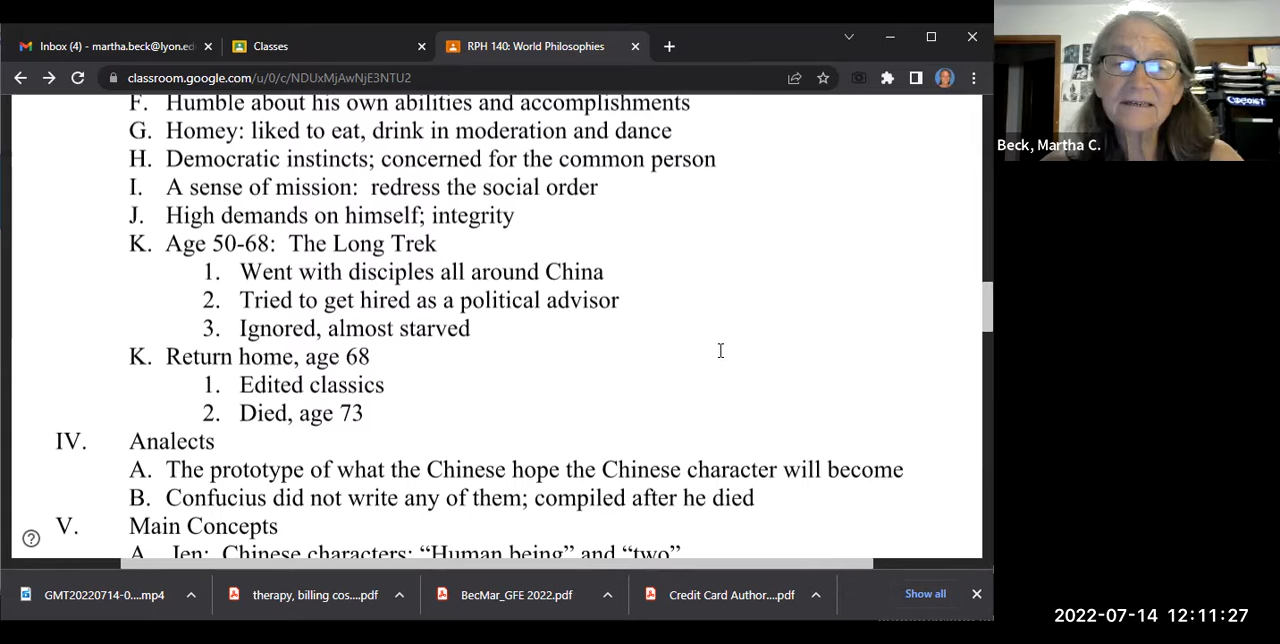 Inbox (4) - martha.beck@lyon.ed
Classes
RPH 140: World Philosophies
classroom.google.com/u/0/c/NDUxMjAwNjE3NTU2
F. Humble about his own abilities and accomplishments
G. Homey: liked to eat, drink in moderation and dance
H. Democratic instincts; concerned for the common person
I. A sense of mission: redress the social order
J. High demands on himself; integrity
K. Age 50-68: The Long Trek
1. Went with disciples all around China
2. Tried to get hired as a political advisor
3. Ignored, almost starved
K. Return home, age 68
1. Edited classics
2. Died, age 73
IV. Analects
A. The prototype of what the Chinese hope the Chinese character will become
B. Confucius did not write any of them; compiled after he died
V. Main Concepts
A. Jen: Chinese characters: “Human being” and “two”
GMT20220714-0....mp4
therapy, billing cos....pdf
BecMar_GFE 2022.pdf
Credit Card Author....pdf
Show all
Beck, Martha C.
2022-07-14 12:11:27